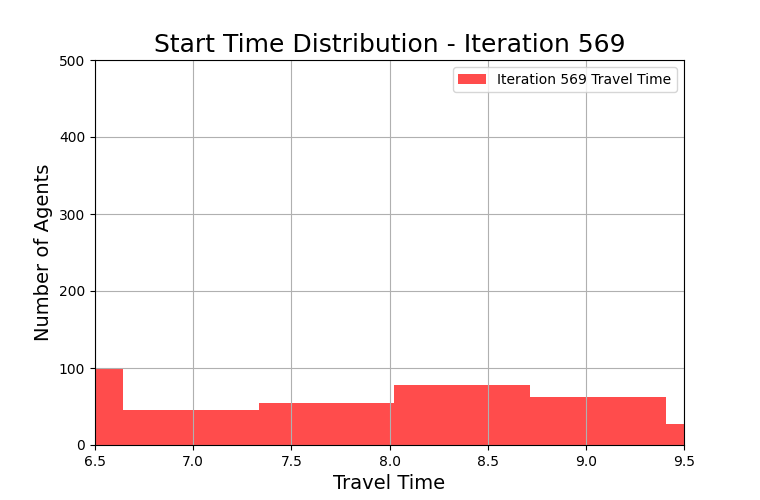 Start Time Distribution - Iteration 569
Iteration 569 Travel Time
Number of Agents
500
400
300
200
100
0
6.5 7.0 7.5 8.0 8.5 9.0 9.5
Travel Time